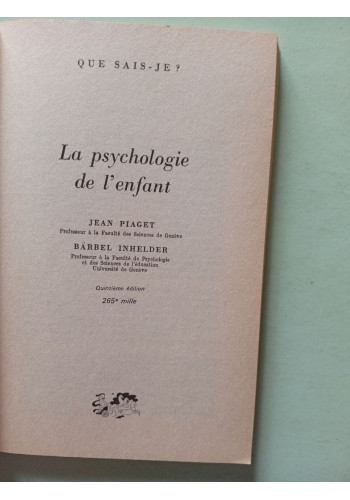 QUE SAIS-JE ?
La psychologie
de l'enfant
JEAN PIAGET
Professeur à la Faculté des Sciences de Genève
BÄRBEL INHELDER
Professeur à la Faculté de Psychologie
et des Sciences de l'éducation
Université de Genève
Quinzième édition
265e mille